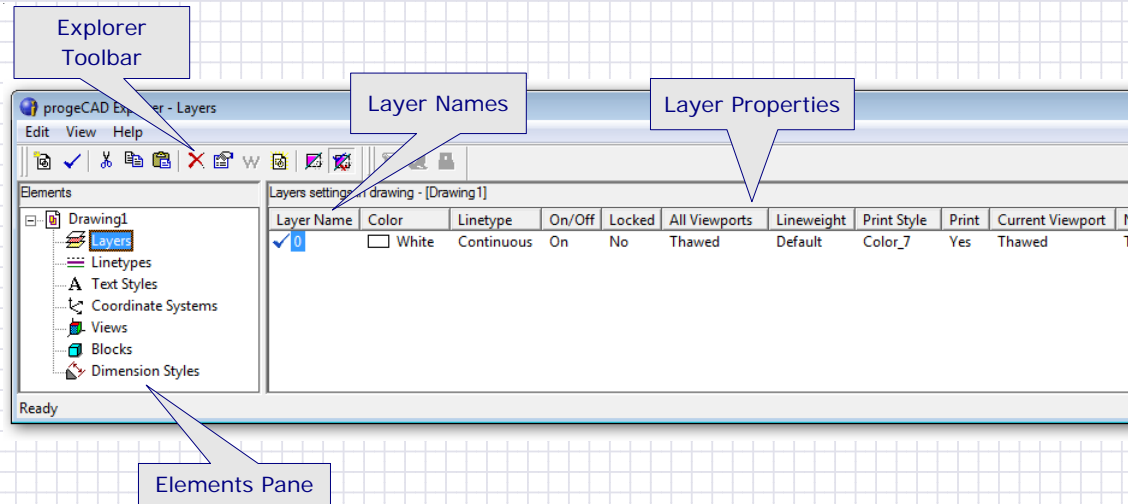 Explorer
Toolbar
Layer Names
Layer Properties
progeCAD Explorer - Layers
Edit View Help
Elements
Layers settings in drawing - [Drawing1]
Drawing1
Layers
Linetypes
Text Styles
Coordinate Systems
Views
Blocks
Dimension Styles
Layer Name Color Linetype On/Off Locked All Viewports Lineweight Print Style Print Current Viewport
0 White Continuous On No Thawed Default Color_7 Yes Thawed
Ready
Elements Pane